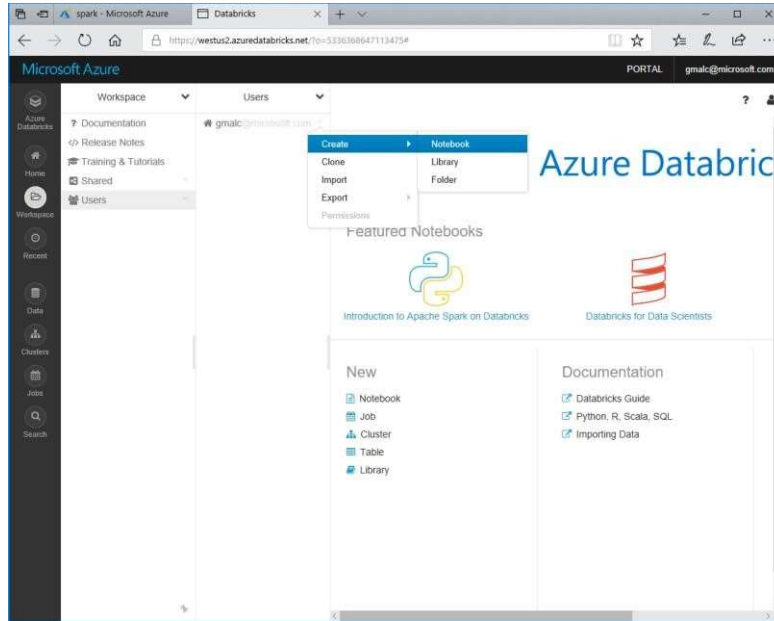 spark - Microsoft Azure
Databricks
https://westus2.azuredatabricks.net/?o=5336368647113475#
Microsoft Azure
PORTAL
gmalc@microsoft.com
Azure Databricks
Home
Workspace
Recent
Data
Clusters
Jobs
Search
Workspace
? Documentation
</> Release Notes
Training & Tutorials
Shared
Users
Users
gmalc@microsoft.com
Create
Clone
Import
Export
Permissions
Notebook
Library
Folder
?
Azure Databric
Featured Notebooks
Introduction to Apache Spark on Databricks
Databricks for Data Scientists
New
Notebook
Job
Cluster
Table
Library
Documentation
Databricks Guide
Python, R, Scala, SQL
Importing Data